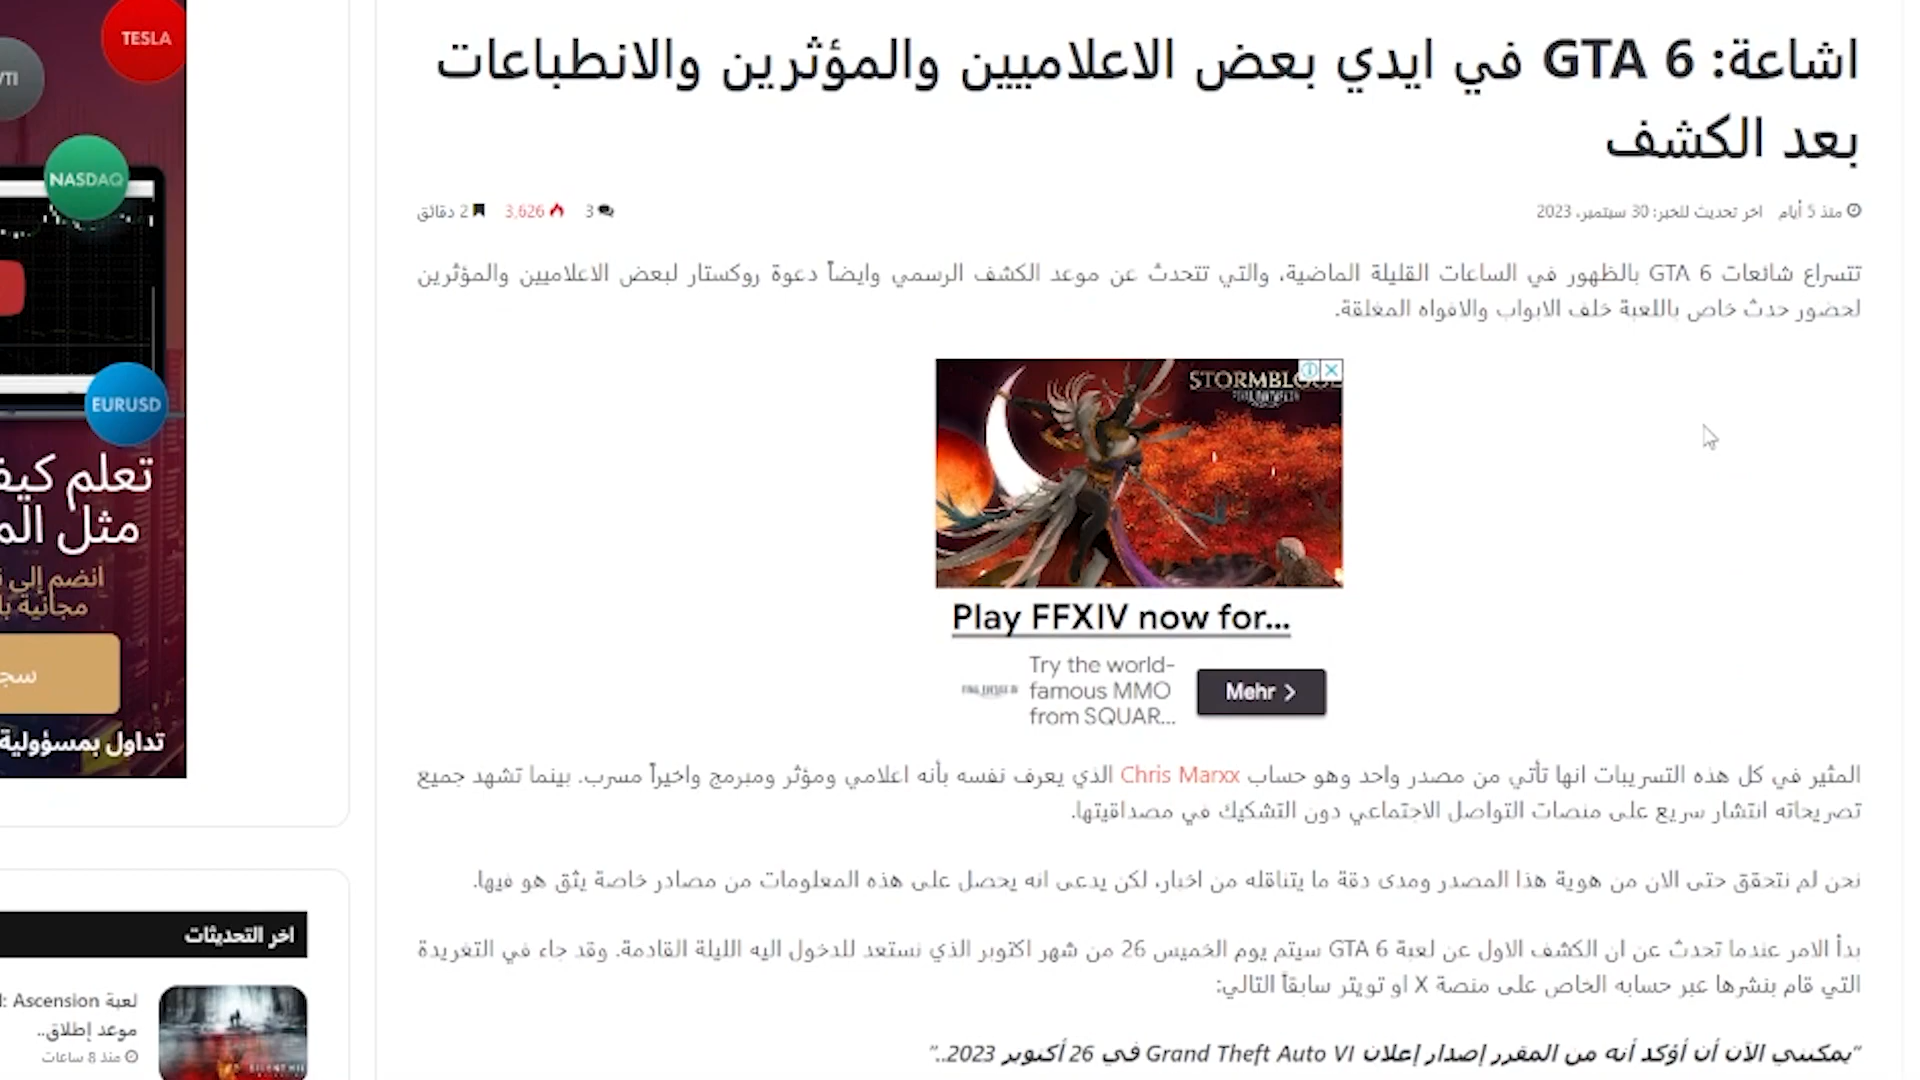 اشاعة: GTA 6 في ايدي بعض الاعلاميين والمؤثرين والانطباعات
بعد الكشف
منذ 5 أيام اخر تحديث للخبر: 30 سبتمبر، 2023
3 3,626 2 دقائق
تتسراع شائعات GTA 6 بالظهور في الساعات القليلة الماضية، والتي تتحدث عن موعد الكشف الرسمي وايضاً دعوة روكستار لبعض الاعلاميين والمؤثرين
لحضور حدث خاص باللعبة خلف الابواب والافواه المغلقة.
STORMBLOOD
Play FFXIV now for...
Try the world-
famous MMO
from SQUAR...
Mehr
المثير في كل هذه التسريبات انها تأتي من مصدر واحد وهو حساب Chris Marxx الذي يعرف نفسه بأنه اعلامي ومؤثر ومبرمج واخيراً مسرب. بينما تشهد جميع
تصريحاته انتشار سريع على منصات التواصل الاجتماعي دون التشكيك في مصداقيتها.
نحن لم نتحقق حتى الان من هوية هذا المصدر ومدى دقة ما يتناقله من اخبار، لكن يدعى انه يحصل على هذه المعلومات من مصادر خاصة يثق هو فيها.
بدأ الامر عندما تحدث عن ان الكشف الاول عن لعبة GTA 6 سيتم يوم الخميس 26 من شهر اكتوبر الذي نستعد للدخول اليه الليلة القادمة. وقد جاء في التغريدة
التي قام بنشرها عبر حسابه الخاص على منصة X او تويتر سابقاً التالي:
"يمكنني الآن أن أؤكد أنه من المقرر إصدار إعلان Grand Theft Auto VI في 26 أكتوبر 2023.."
TESLA
NASDAQ
EURUSD
تعلم
مثل
انضم إلى
مجانية
تداول بمسؤولية
اخر التحديثات
لعبة Ascension
موعد إطلاق..
منذ 8 ساعات